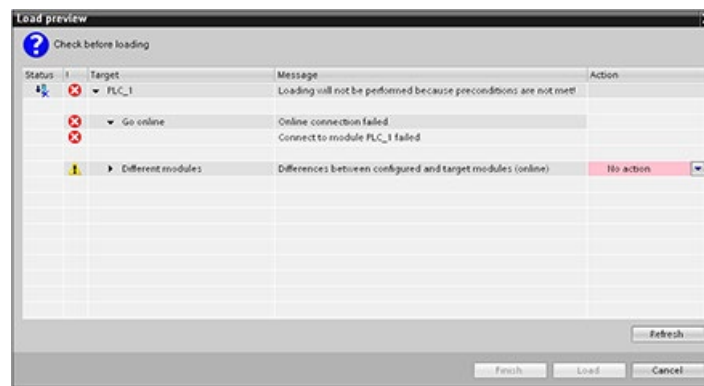 Load preview
Check before loading
Status ! Target Message Action
PLC_1 Loading will not be performed because preconditions are not met!
Go online Online connection failed.
Connect to module PLC_1 failed
Different modules Differences between configured and target modules (online) No action
Refresh
Finish Load Cancel